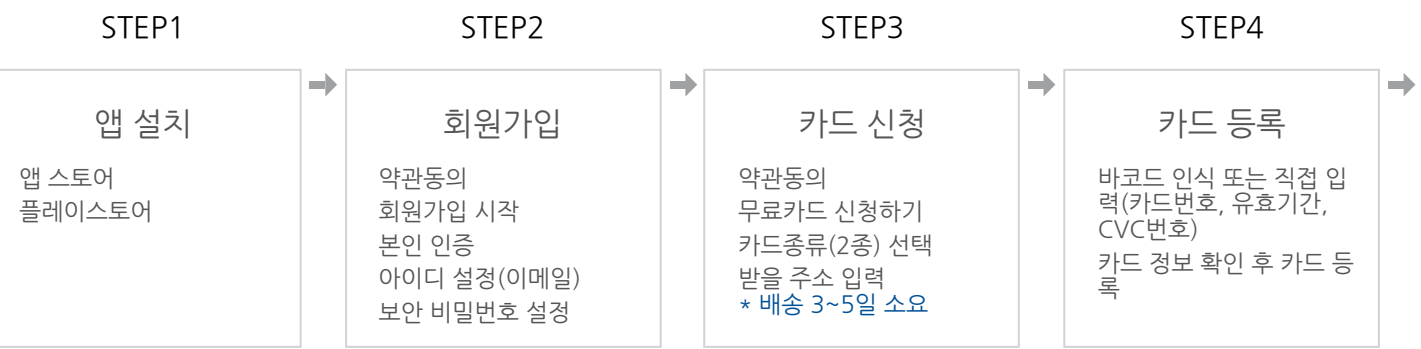 STEP1
앱 설치
앱 스토어
플레이스토어
STEP2
회원가입
약관동의
회원가입 시작
본인 인증
아이디 설정(이메일)
보안 비밀번호 설정
STEP3
카드 신청
약관동의
무료카드 신청하기
카드종류(2종) 선택
받을 주소 입력
* 배송 3~5일 소요
STEP4
카드 등록
바코드 인식 또는 직접 입
력(카드번호, 유효기간,
CVC번호)
카드 정보 확인 후 카드 등
록